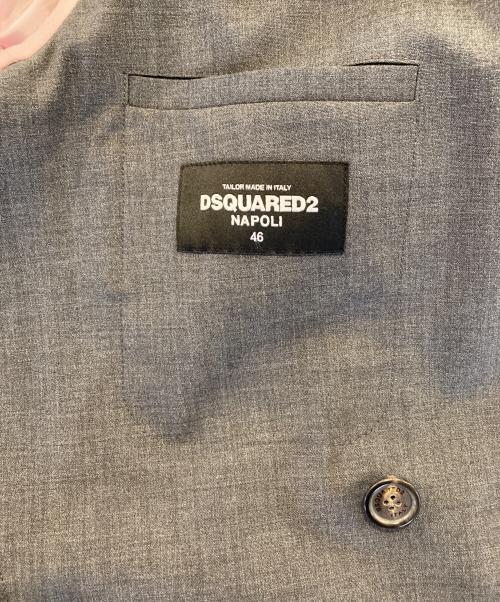 TAILOR MADE IN ITALY
DSQUARED2
NAPOLI
46